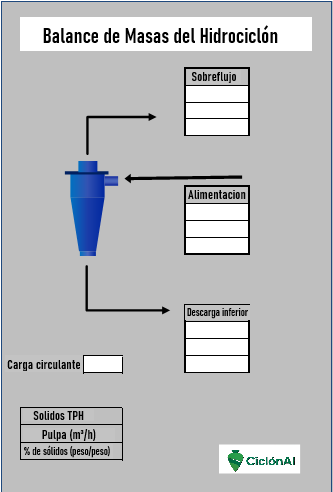 Balance de Masas del Hidrociclón
Sobreflujo
Alimentacion
Descarga inferior
Carga circulante
Solidos TPH
Pulpa (m³/h)
% de sólidos (peso/peso)
CiclónAI